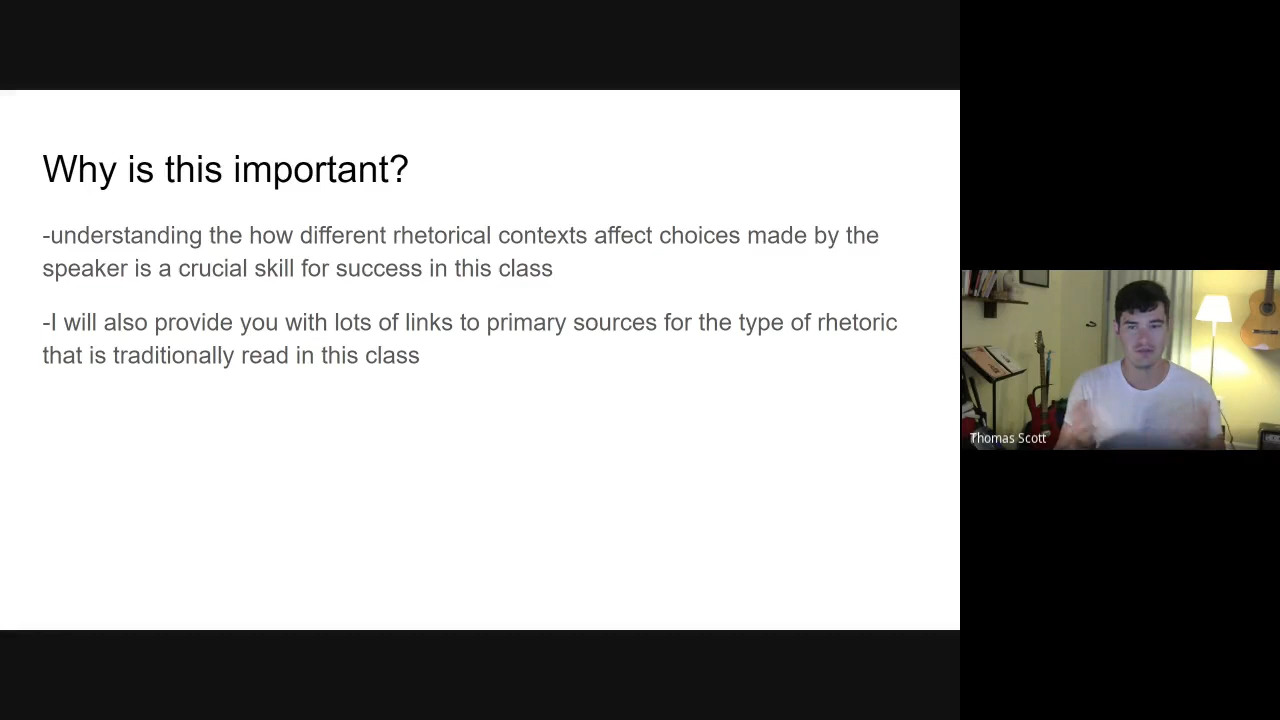 Why is this important?
-understanding the how different rhetorical contexts affect choices made by the
speaker is a crucial skill for success in this class
-I will also provide you with lots of links to primary sources for the type of rhetoric
that is traditionally read in this class
Thomas Scott